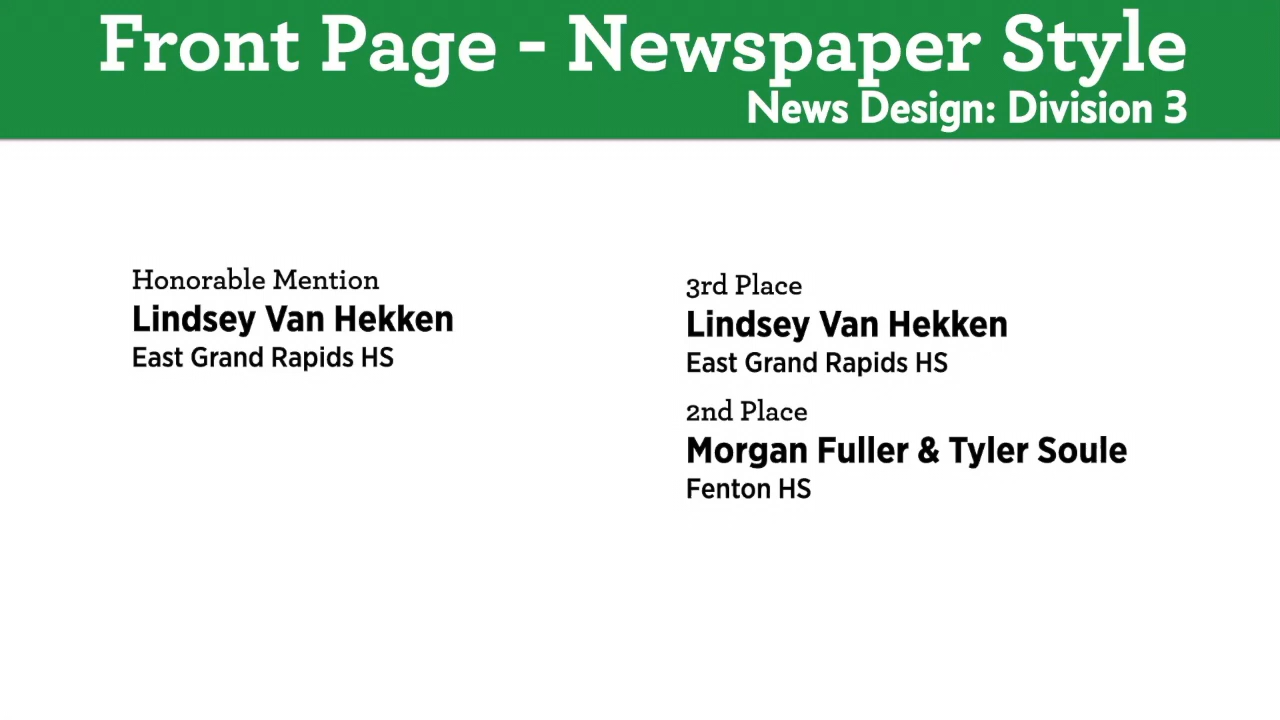 Front Page - Newspaper Style
News Design: Division 3
Honorable Mention
Lindsey Van Hekken
East Grand Rapids HS
3rd Place
Lindsey Van Hekken
East Grand Rapids HS
2nd Place
Morgan Fuller & Tyler Soule
Fenton HS